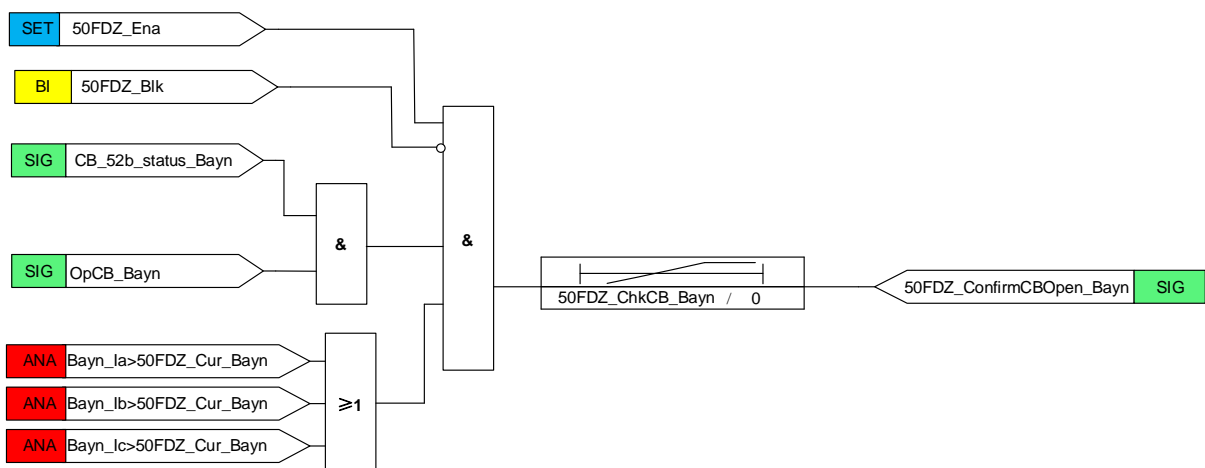 SET 50FDZ_Ena
BI 50FDZ_Blk
SIG CB_52b_status_Bayn
&
&
SIG OpCB_Bayn
50FDZ_ChkCB_Bayn / 0
50FDZ_ConfirmCBOpen_Bayn SIG
ANA Bayn_Ia>50FDZ_Cur_Bayn
ANA Bayn_Ib>50FDZ_Cur_Bayn
≥1
ANA Bayn_Ic>50FDZ_Cur_Bayn